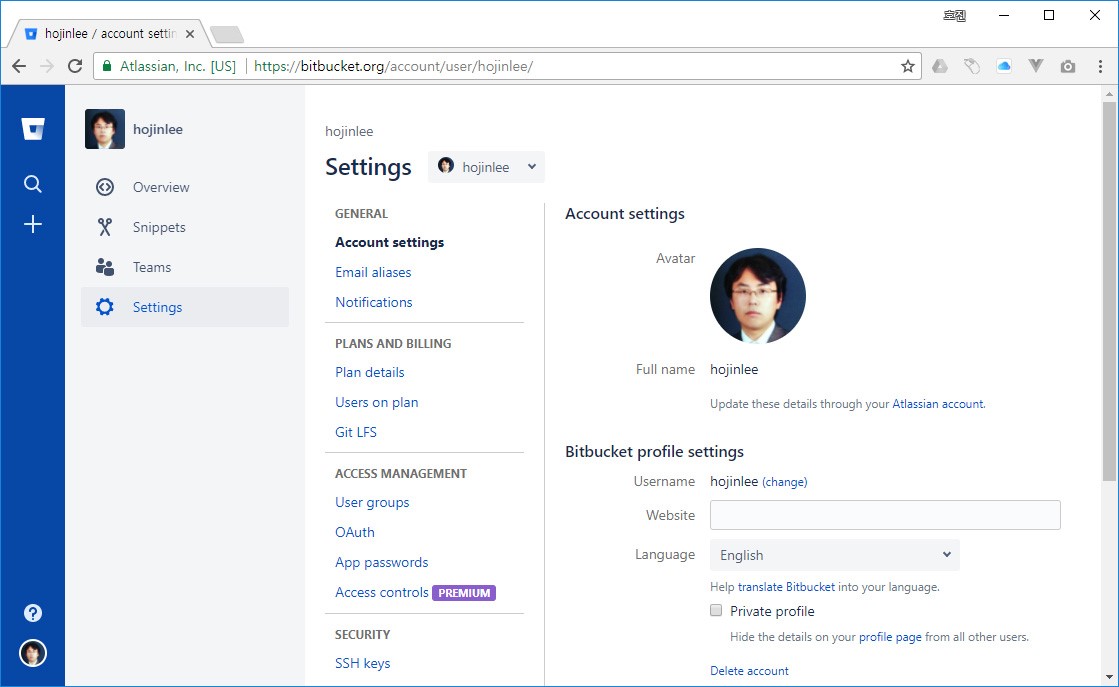 호진
hojinlee / account settin
Atlassian, Inc. [US] https://bitbucket.org/account/user/hojinlee/
hojinlee
Overview
Snippets
Teams
Settings
hojinlee
Settings
hojinlee
GENERAL
Account settings
Email aliases
Notifications
PLANS AND BILLING
Plan details
Users on plan
Git LFS
ACCESS MANAGEMENT
User groups
OAuth
App passwords
Access controls PREMIUM
SECURITY
SSH keys
Account settings
Avatar
Full name hojinlee
Update these details through your Atlassian account.
Bitbucket profile settings
Username hojinlee (change)
Website
Language English
Help translate Bitbucket into your language.
Private profile
Hide the details on your profile page from all other users.
Delete account